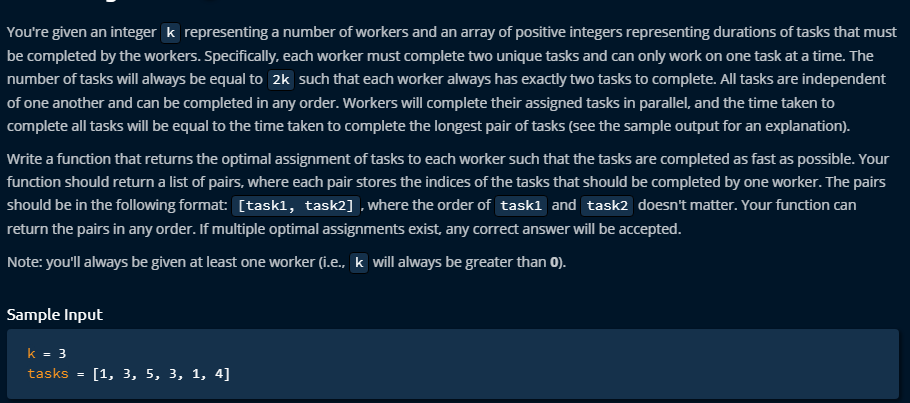 You're given an integer k representing a number of workers and an array of positive integers representing durations of tasks that must
be completed by the workers. Specifically, each worker must complete two unique tasks and can only work on one task at a time. The
number of tasks will always be equal to 2k such that each worker always has exactly two tasks to complete. All tasks are independent
of one another and can be completed in any order. Workers will complete their assigned tasks in parallel, and the time taken to
complete all tasks will be equal to the time taken to complete the longest pair of tasks (see the sample output for an explanation).
Write a function that returns the optimal assignment of tasks to each worker such that the tasks are completed as fast as possible. Your
function should return a list of pairs, where each pair stores the indices of the tasks that should be completed by one worker. The pairs
should be in the following format: [task1, task2], where the order of task1 and task2 doesn't matter. Your function can
return the pairs in any order. If multiple optimal assignments exist, any correct answer will be accepted.
Note: you'll always be given at least one worker (i.e., k will always be greater than 0).
Sample Input
k = 3
tasks = [1, 3, 5, 3, 1, 4]